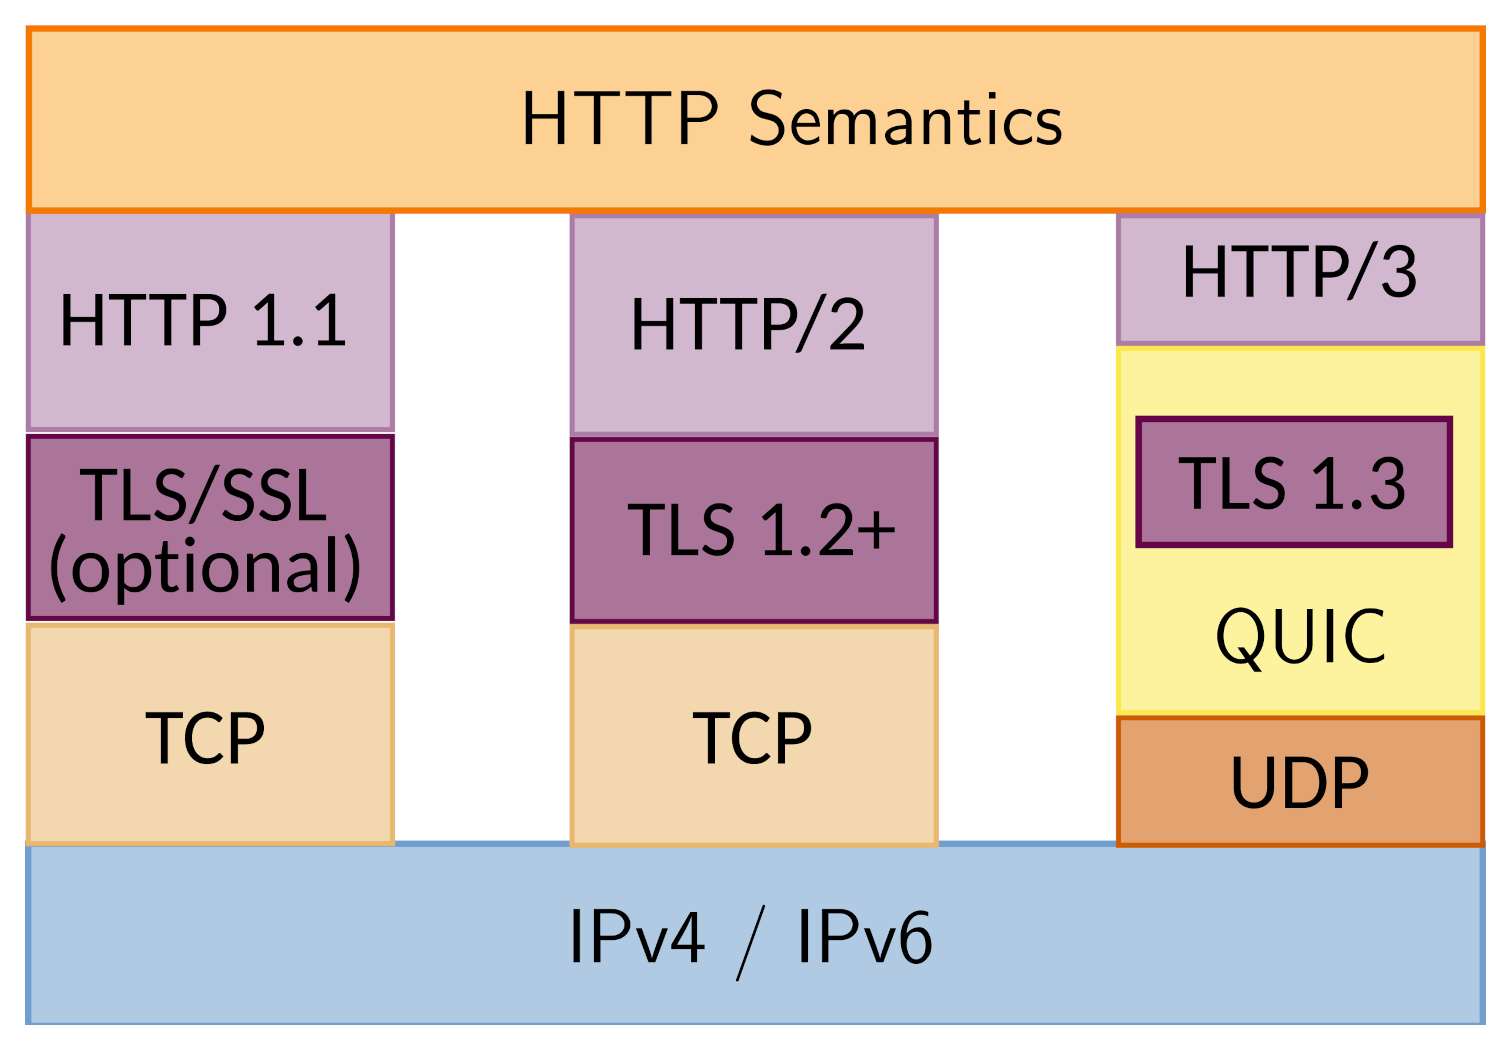 HTTP Semantics
HTTP 1.1
TLS/SSL
(optional)
TCP
HTTP/2
TLS 1.2+
TCP
HTTP/3
TLS 1.3
QUIC
UDP
IPv4 / IPv6